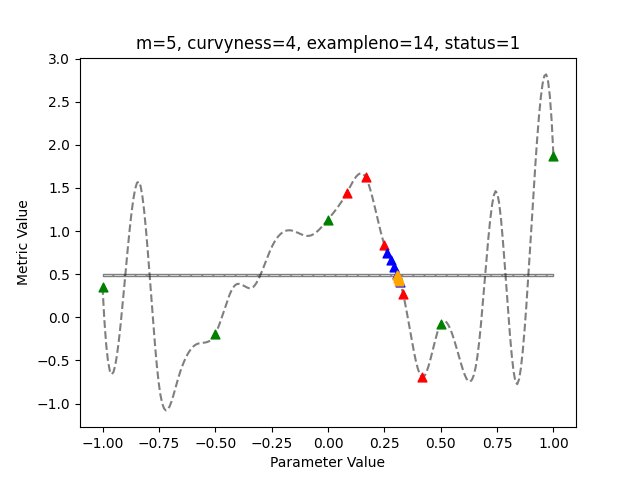 m=5, curvyness=4, exampleno=14, status=1
Metric Value
3.0
2.5
2.0
1.5
1.0
0.5
0.0
−0.5
−1.0
−1.00 −0.75 −0.50 −0.25 0.00 0.25 0.50 0.75 1.00
Parameter Value